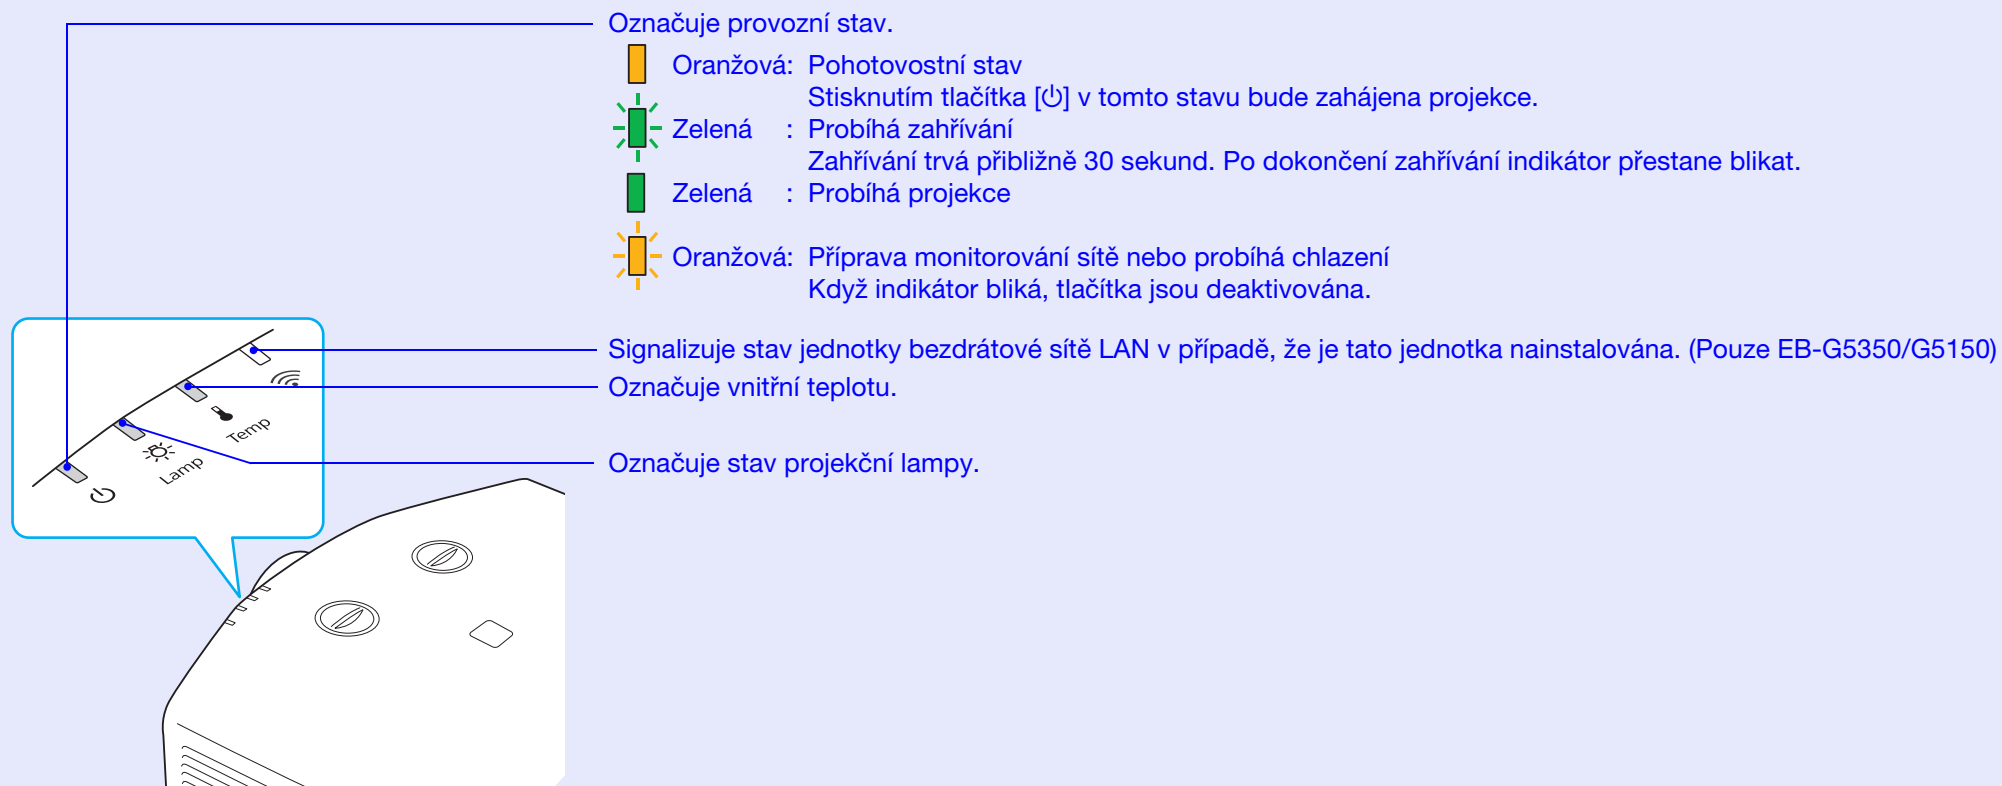 Označuje provozní stav.
Oranžová: Pohotovostní stav
Stisknutím tlačítka [⏻] v tomto stavu bude zahájena projekce.
Zelená : Probíhá zahřívání
Zahřívání trvá přibližně 30 sekund. Po dokončení zahřívání indikátor přestane blikat.
Zelená : Probíhá projekce
Oranžová: Příprava monitorování sítě nebo probíhá chlazení
Když indikátor bliká, tlačítka jsou deaktivována.
Signalizuje stav jednotky bezdrátové sítě LAN v případě, že je tato jednotka nainstalována. (Pouze EB-G5350/G5150)
Označuje vnitřní teplotu.
Temp
Lamp
Označuje stav projekční lampy.